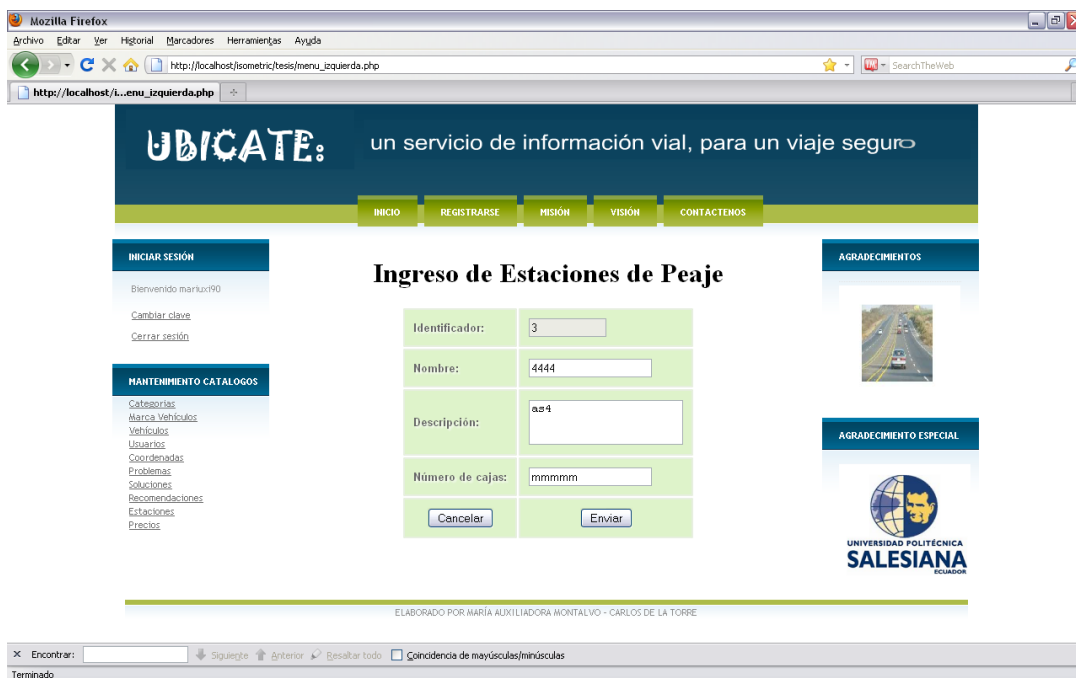 Mozilla Firefox
Archivo Editar Ver Historial Marcadores Herramientas Ayuda
http://localhost/isometric/tesis/menu_izquierda.php
SearchTheWeb
http://localhost/i...enu_izquierda.php
UBICATE:
un servicio de información vial, para un viaje seguro
INICIO REGISTRARSE MISIÓN VISIÓN CONTACTENOS
INICIAR SESIÓN
Bienvenido mariuxi90
Cambiar clave
Cerrar sesión
MANTENIMIENTO CATALOGOS
Categorias
Marca Vehículos
Vehículos
Usuarios
Coordenadas
Problemas
Soluciones
Recomendaciones
Estaciones
Precios
Ingreso de Estaciones de Peaje
Identificador: 3
Nombre: 4444
Descripción: as4
Número de cajas: mmmmm
Cancelar Enviar
AGRADECIMIENTOS
AGRADECIMIENTO ESPECIAL
UNIVERSIDAD POLITÉCNICA
SALESIANA
ECUADOR
ELABORADO POR MARÍA AUXILIADORA MONTALVO - CARLOS DE LA TORRE
Encontrar: Siguiente Anterior Resaltar todo Coincidencia de mayúsculas/minúsculas
Terminado